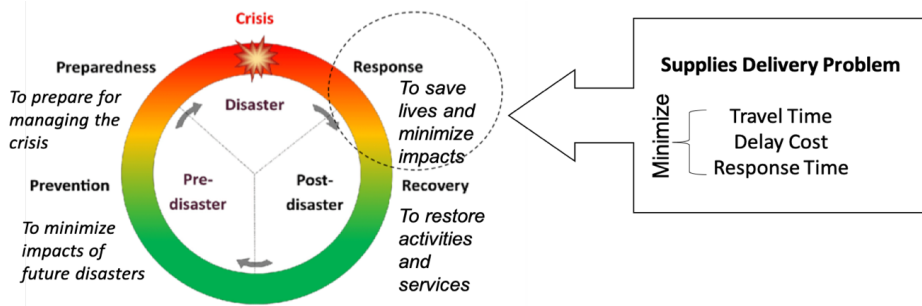 Crisis
Preparedness
To prepare for
managing the
crisis
Prevention
To minimize
impacts of
future disasters
Disaster
Pre-
disaster
Post-
disaster
Response
To save
lives and
minimize
impacts
Recovery
To restore
activities
and
services
Supplies Delivery Problem
Minimize
Travel Time
Delay Cost
Response Time